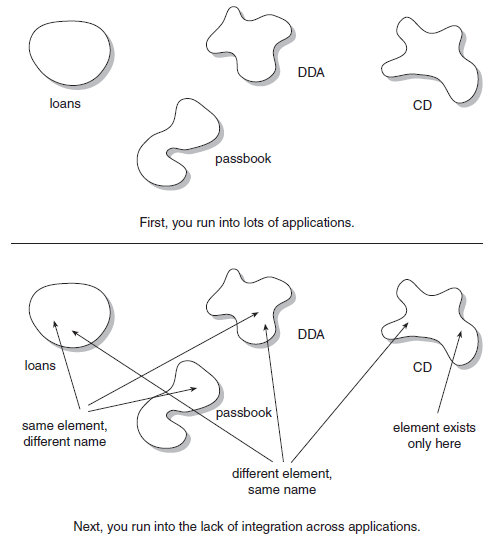 loans
DDA
CD
passbook
First, you run into lots of applications.
loans
DDA
CD
passbook
same element,
different name
element exists
only here
different element,
same name
Next, you run into the lack of integration across applications.